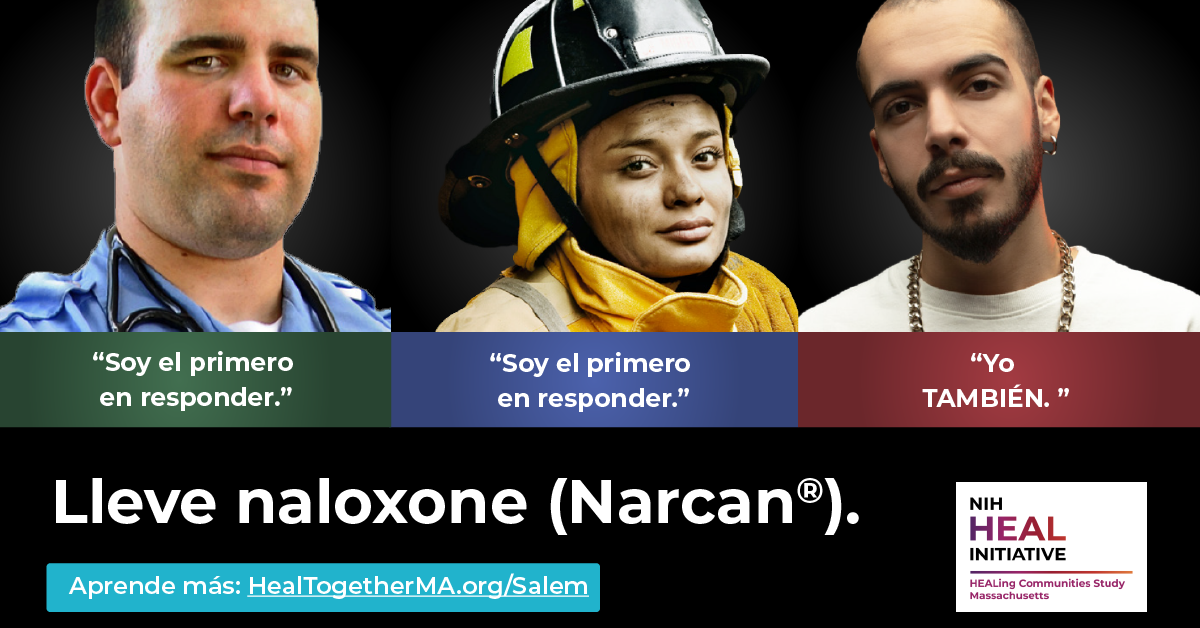 “Soy el primero
en responder.”
“Soy el primero
en responder.”
“Yo
TAMBIÉN. ”
Lleve naloxone (Narcan®).
Aprende más: HealTogetherMA.org/Salem
NIH
HEAL
INITIATIVE
HEALing Communities Study
Massachusetts